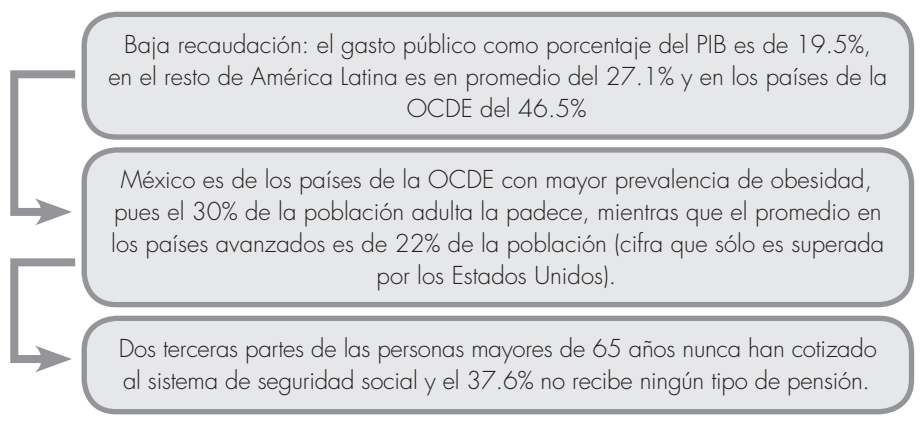 Baja recaudación: el gasto público como porcentaje del PIB es de 19.5%,
en el resto de América Latina es en promedio del 27.1% y en los países de la
OCDE del 46.5%
México es de los países de la OCDE con mayor prevalencia de obesidad,
pues el 30% de la población adulta la padece, mientras que el promedio en
los países avanzados es de 22% de la población (cifra que sólo es superada
por los Estados Unidos).
Dos terceras partes de las personas mayores de 65 años nunca han cotizado
al sistema de seguridad social y el 37.6% no recibe ningún tipo de pensión.